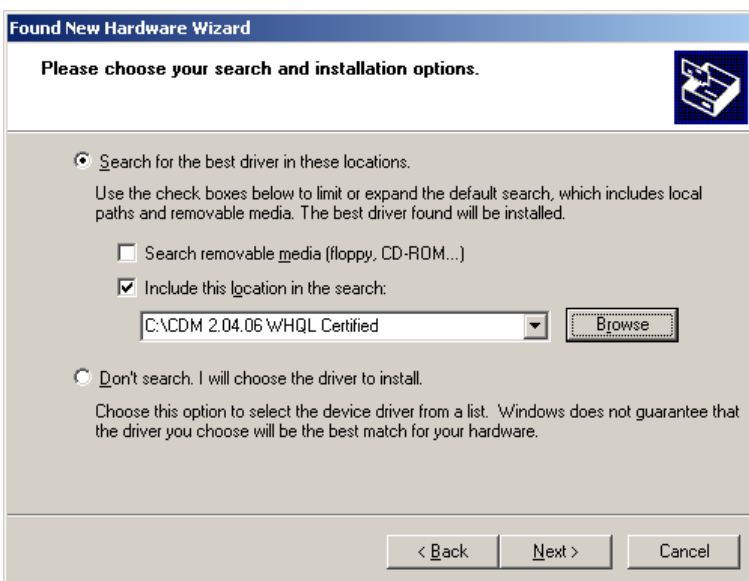 Found New Hardware Wizard
Please choose your search and installation options.
Search for the best driver in these locations.
Use the check boxes below to limit or expand the default search, which includes local
paths and removable media. The best driver found will be installed.
Search removable media (floppy, CD-ROM...)
Include this location in the search:
C:\CDM 2.04.06 WHQL Certified
Browse
Don't search. I will choose the driver to install.
Choose this option to select the device driver from a list. Windows does not guarantee that
the driver you choose will be the best match for your hardware.
< Back
Next >
Cancel